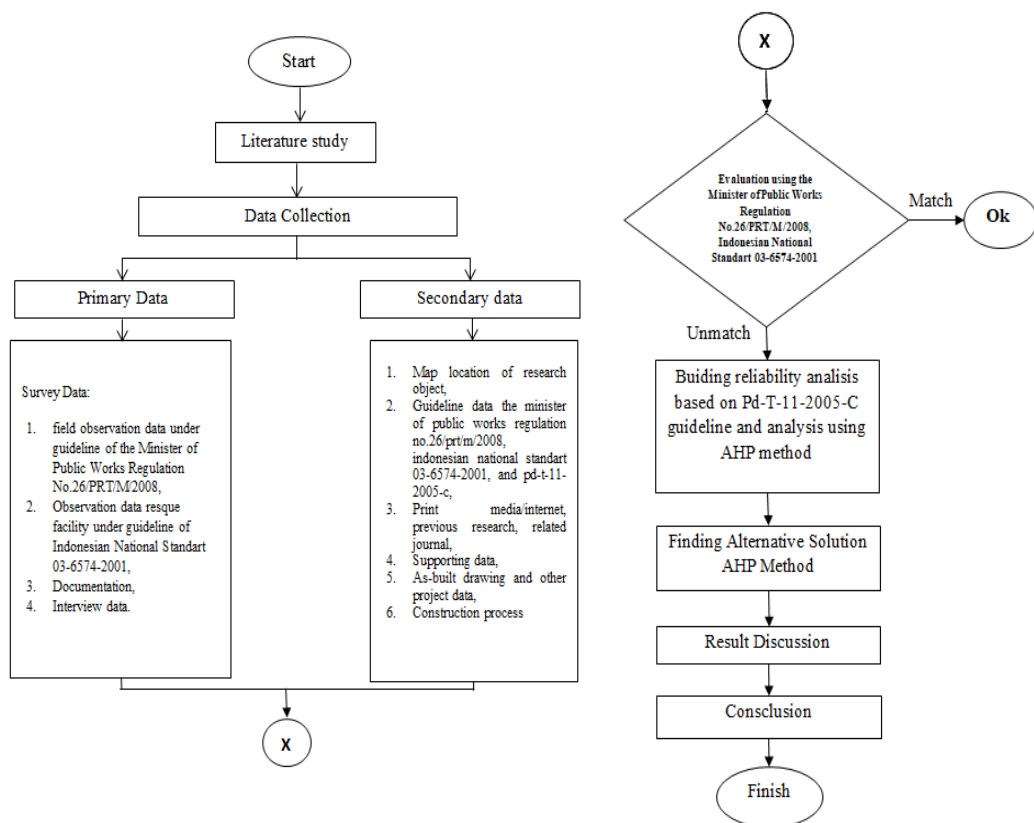 Start
Literature study
Data Collection
Primary Data
Secondary data
Survey Data:
1. field observation data under
guideline of the Minister of
Public Works Regulation
No.26/PRT/M/2008,
2. Observation data resque
facility under guideline of
Indonesian National Standart
03-6574-2001,
3. Documentation,
4. Interview data.
1. Map location of research
object,
2. Guideline data the minister
of public works regulation
no.26/prt/m/2008,
indonesian national standart
03-6574-2001, and pd-t-11-
2005-c,
3. Print media/internet,
previous research, related
journal,
4. Supporting data,
5. As-built drawing and other
project data,
6. Construction process
X
X
Evaluation using the
Minister of Public Works
Regulation
No.26/PRT/M/2008,
Indonesian National
Standart 03-6574-2001
Match
Ok
Unmatch
Buiding reliability analisis
based on Pd-T-11-2005-C
guideline and analysis using
AHP method
Finding Alternative Solution
AHP Method
Result Discussion
Consclusion
Finish